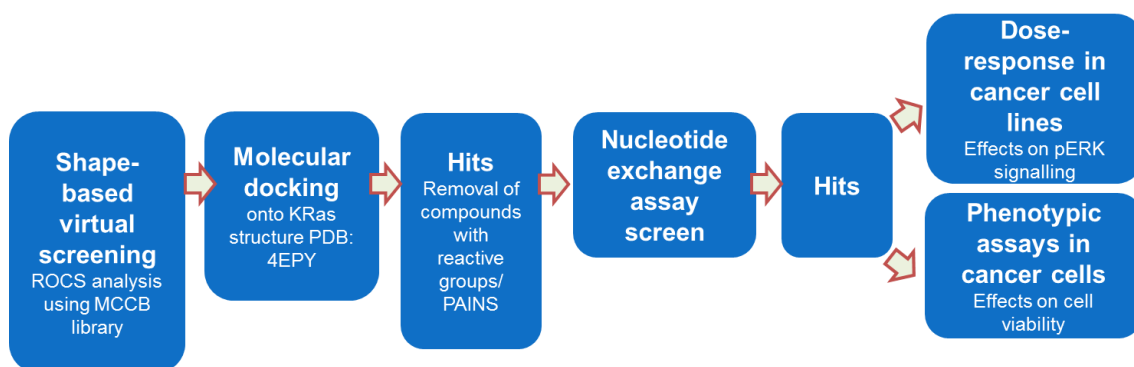 Shape-
based
virtual
screening
ROCS analysis
using MCCB
library
Molecular
docking
onto KRas
structure PDB:
4EPY
Hits
Removal of
compounds
with
reactive
groups/
PAINS
Nucleotide
exchange
assay
screen
Hits
Dose-
response in
cancer cell
lines
Effects on pERK
signalling
Phenotypic
assays in
cancer cells
Effects on cell
viability